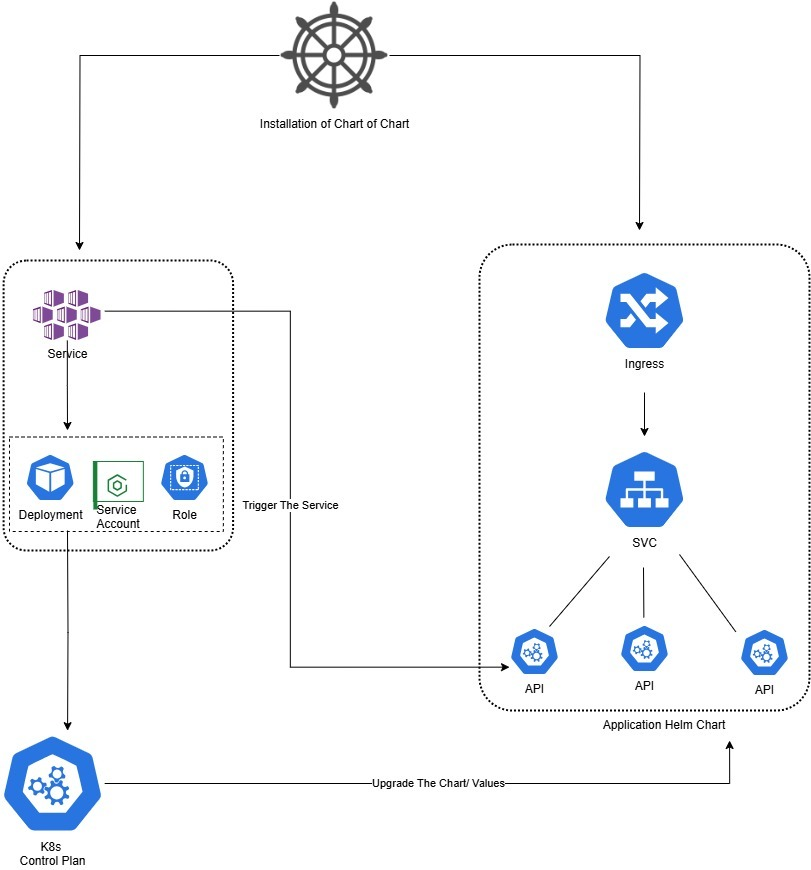 Installation of Chart of Chart
Service
Ingress
Deployment
Service
Account
Role
Trigger The Service
SVC
API
API
API
Application Helm Chart
Upgrade The Chart/ Values
K8s
Control Plan